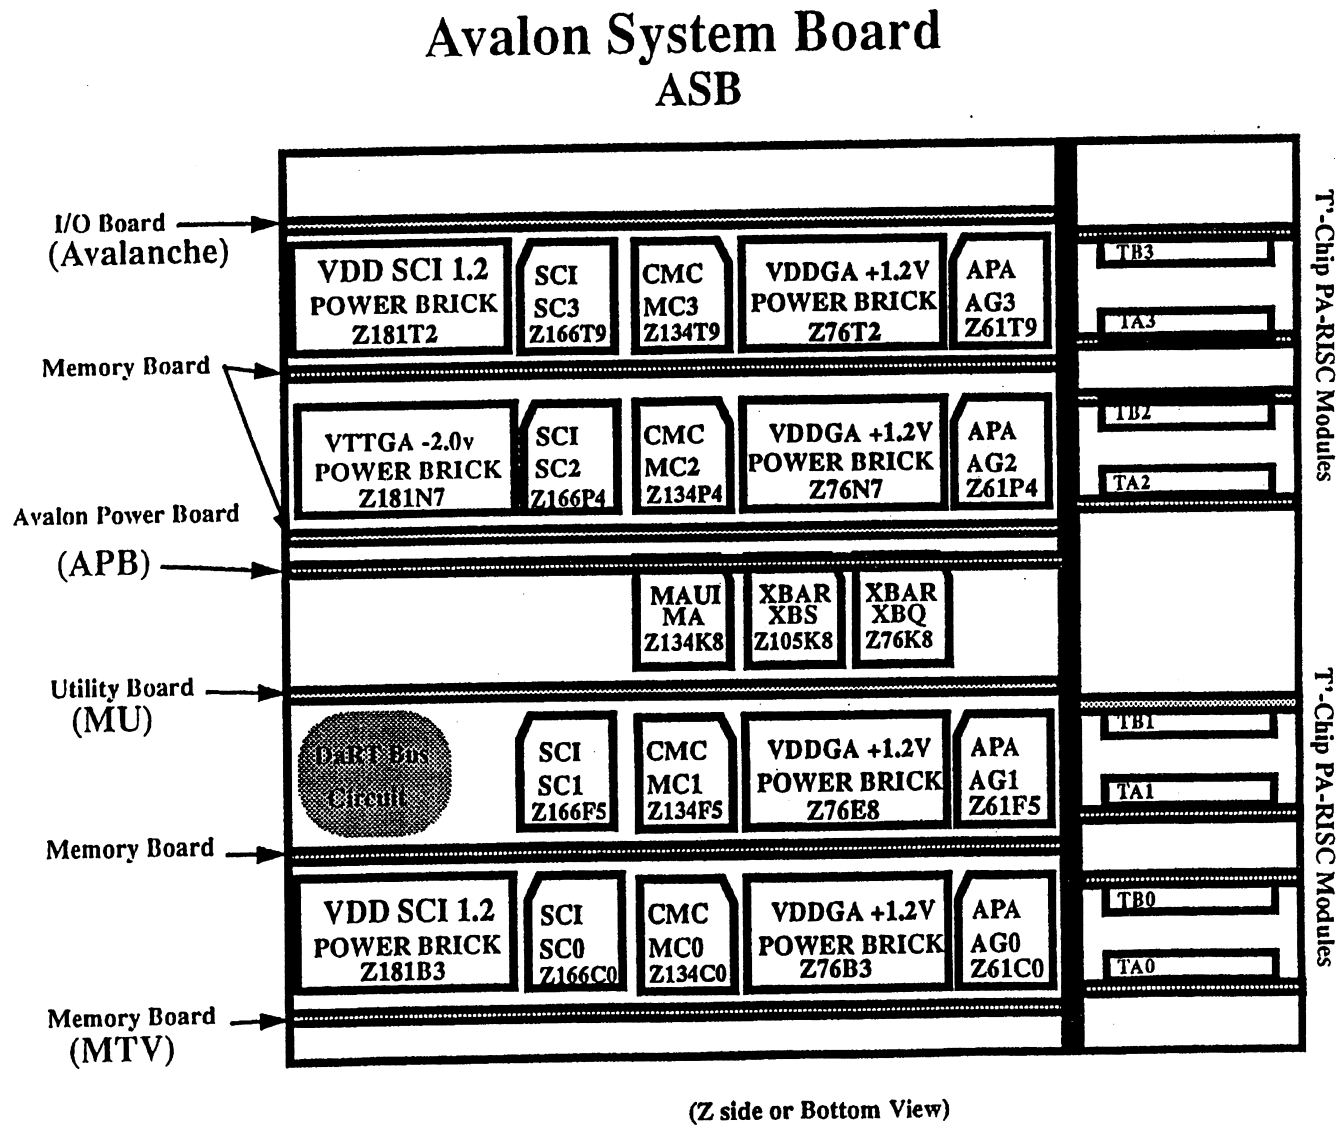 Avalon System Board
ASB
I/O Board
(Avalanche)
VDD SCI 1.2
POWER BRICK
Z181T2
SCI
SC3
Z166T9
CMC
MC3
Z134T9
VDDGA +1.2V
POWER BRICK
Z76T2
APA
AG3
Z61T9
TB3
TA3
T'-Chip PA-RISC Modules
Memory Board
VTTGA -2.0v
POWER BRICK
Z181N7
SCI
SC2
Z166P4
CMC
MC2
Z134P4
VDDGA +1.2V
POWER BRICK
Z76N7
APA
AG2
Z61P4
TB2
TA2
Avalon Power Board
(APB)
MAUI
MA
Z134K8
XBAR
XBS
Z105K8
XBAR
XBQ
Z76K8
Utility Board
(MU)
DaRT Bus
Circuit
SCI
SC1
Z166F5
CMC
MC1
Z134F5
VDDGA +1.2V
POWER BRICK
Z76E8
APA
AG1
Z61F5
TB1
TA1
T'-Chip PA-RISC Modules
Memory Board
VDD SCI 1.2
POWER BRICK
Z181B3
SCI
SC0
Z166C0
CMC
MC0
Z134C0
VDDGA +1.2V
POWER BRICK
Z76B3
APA
AG0
Z61C0
TB0
TA0
Memory Board
(MTV)
(Z side or Bottom View)